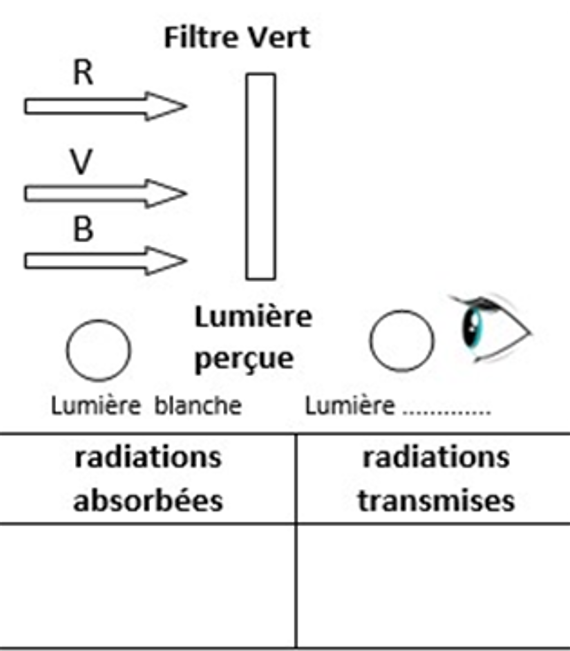 Filtre Vert
R
V
B
Lumière
perçue
Lumière blanche
Lumière .............
radiations
absorbées
radiations
transmises